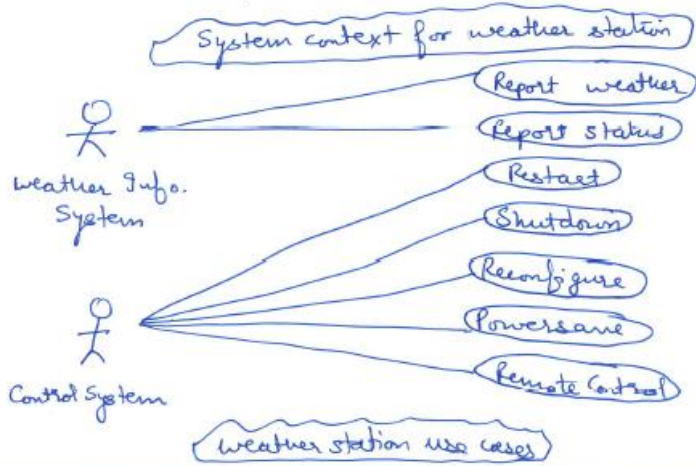 System context for weather station
Report weather
Report status
Weather Info.
System
Restart
Shutdown
Reconfigure
Powersave
Remote Control
Control System
weather station use cases